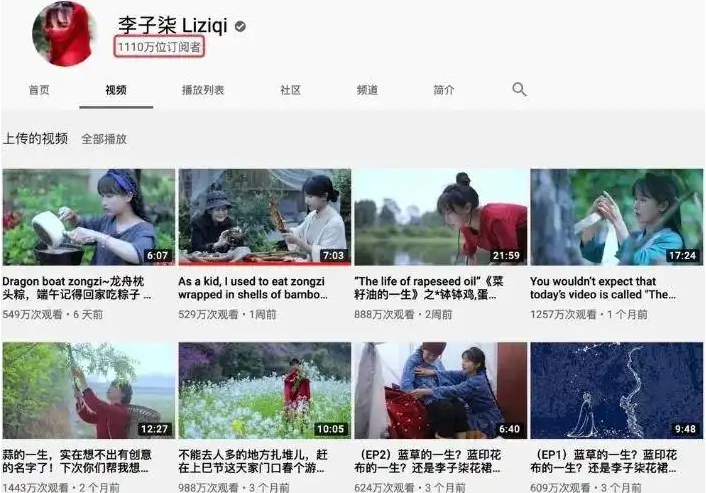 李子柒 Liziqi
1110万位订阅者
首页 视频 播放列表 社区 频道 简介
上传的视频 全部播放
6:07 7:03 21:59 17:24
Dragon boat zongzi~龙舟枕
头粽，端午记得回家吃粽子 ...
549万次观看・6 天前
As a kid, I used to eat zongzi
wrapped in shells of bambo...
529万次观看・1周前
“The life of rapeseed oil”《菜
籽油的一生》之*钵钵鸡,蛋...
888万次观看・2周前
You wouldn’t expect that
today’s video is called “The...
1257万次观看・1 个月前
12:27 10:05 6:40 9:48
蒜的一生，实在想不出有创意
的名字了！下次你们帮我想...
1443万次观看・2 个月前
不能去人多的地方扎堆儿，赶
在上巳节这天家门口春个游...
988万次观看・3 个月前
（EP2）蓝草的一生？蓝印花
布的一生？还是李子柒花裙...
624万次观看・3 个月前
（EP1）蓝草的一生？蓝印花
布的一生？还是李子柒花裙...
609万次观看・3 个月前